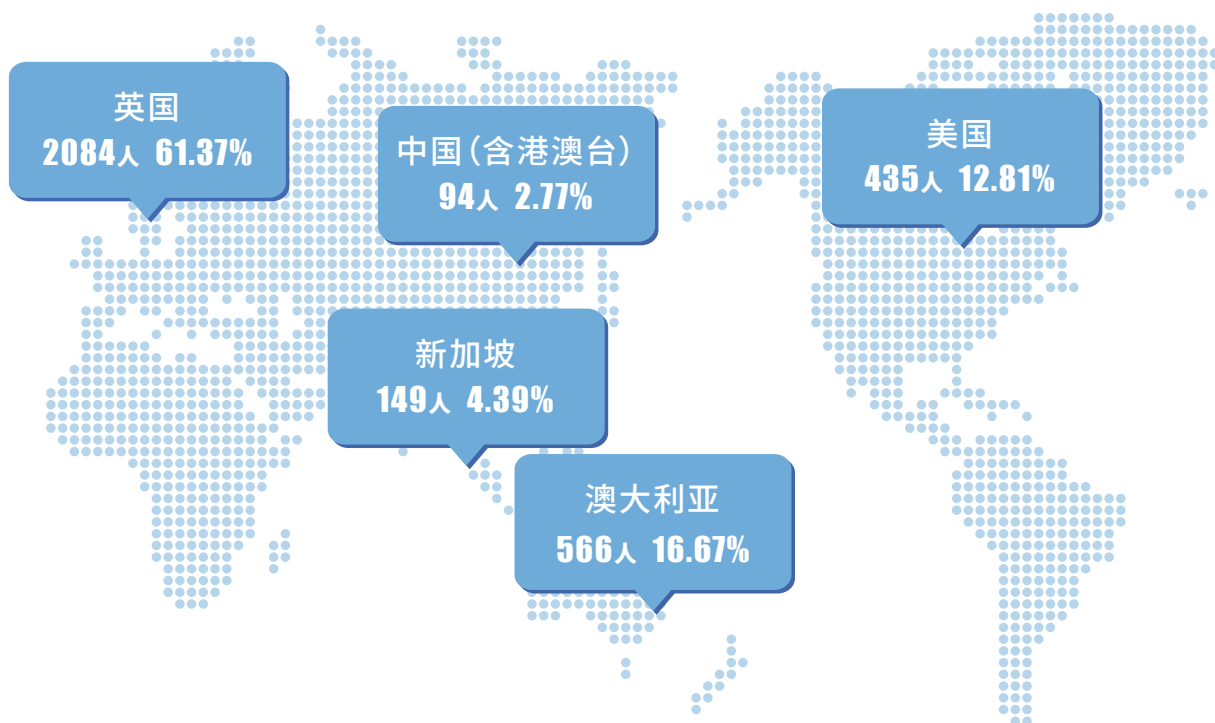 英国
2084人 61.37%
中国（含港澳台）
94人 2.77%
美国
435人 12.81%
新加坡
149人 4.39%
澳大利亚
566人 16.67%